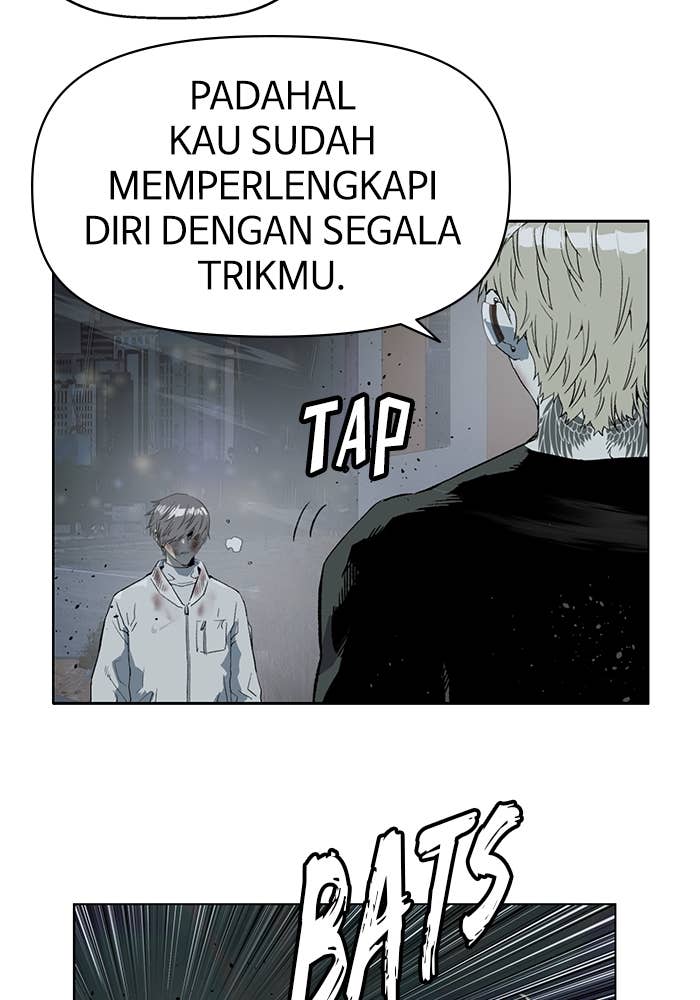 PADAHAL
KAU SUDAH
MEMPERLENGKAPI
DIRI DENGAN SEGALA
TRIKMU.
TAP
BATS